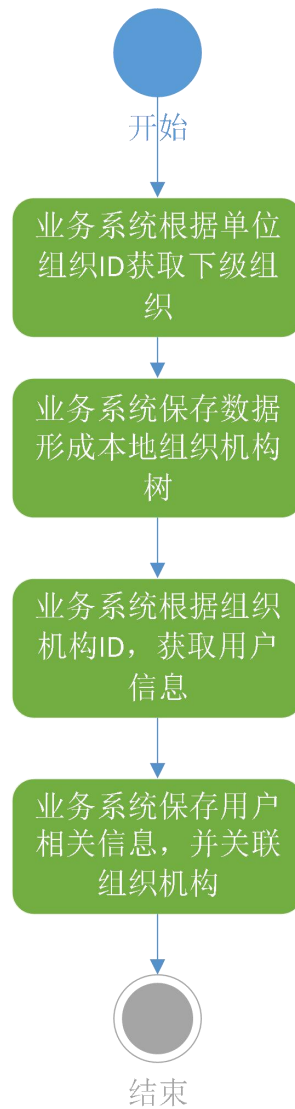 开始
业务系统根据单位
组织ID获取下级组
织
业务系统保存数据
形成本地组织机构
树
业务系统根据组织
机构ID，获取用户
信息
业务系统保存用户
相关信息，并关联
组织机构
结束